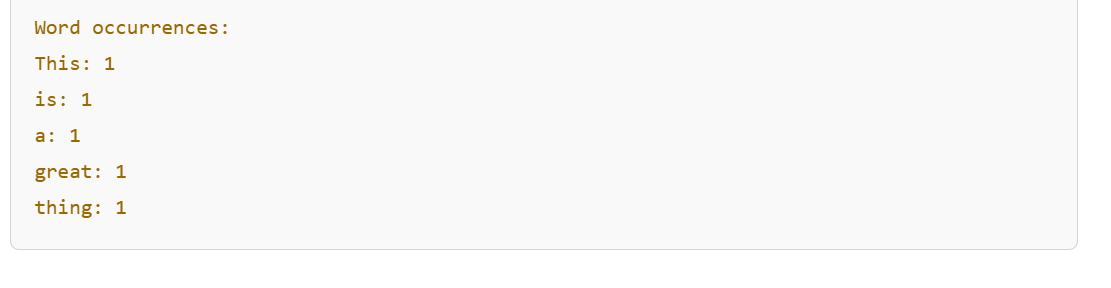 Word occurrences:
This: 1
is: 1
a: 1
great: 1
thing: 1